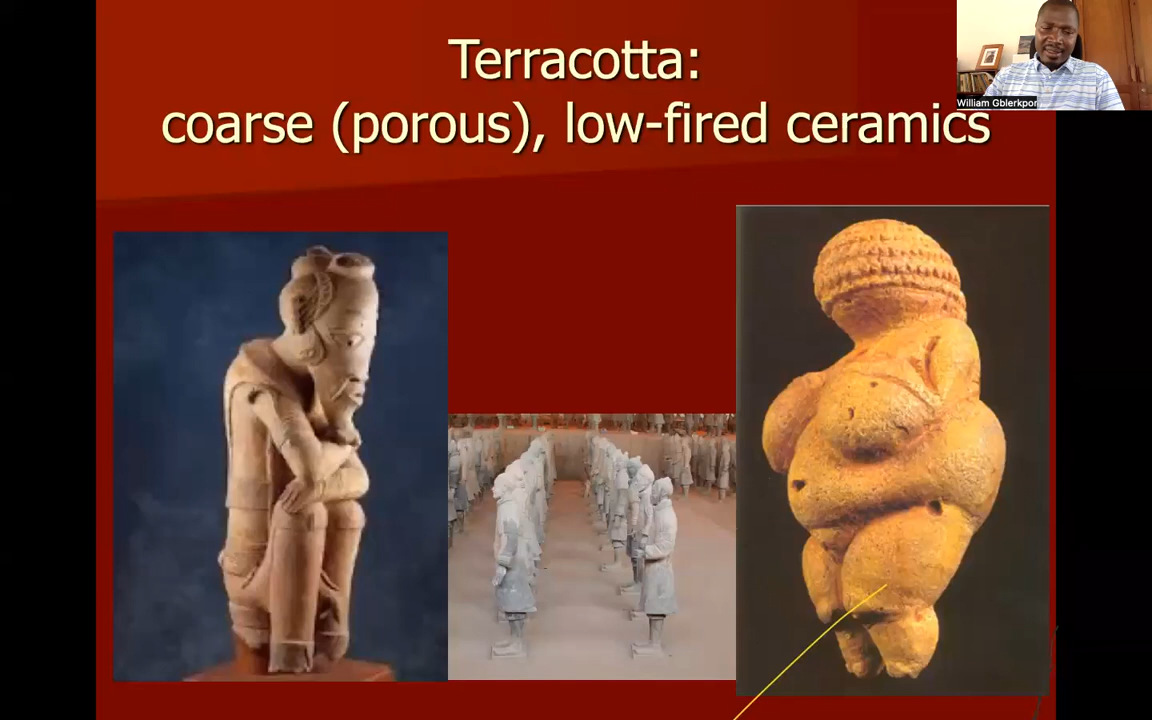 Terracotta:
coarse (porous), low-fired ceramics
William Gblerkpor